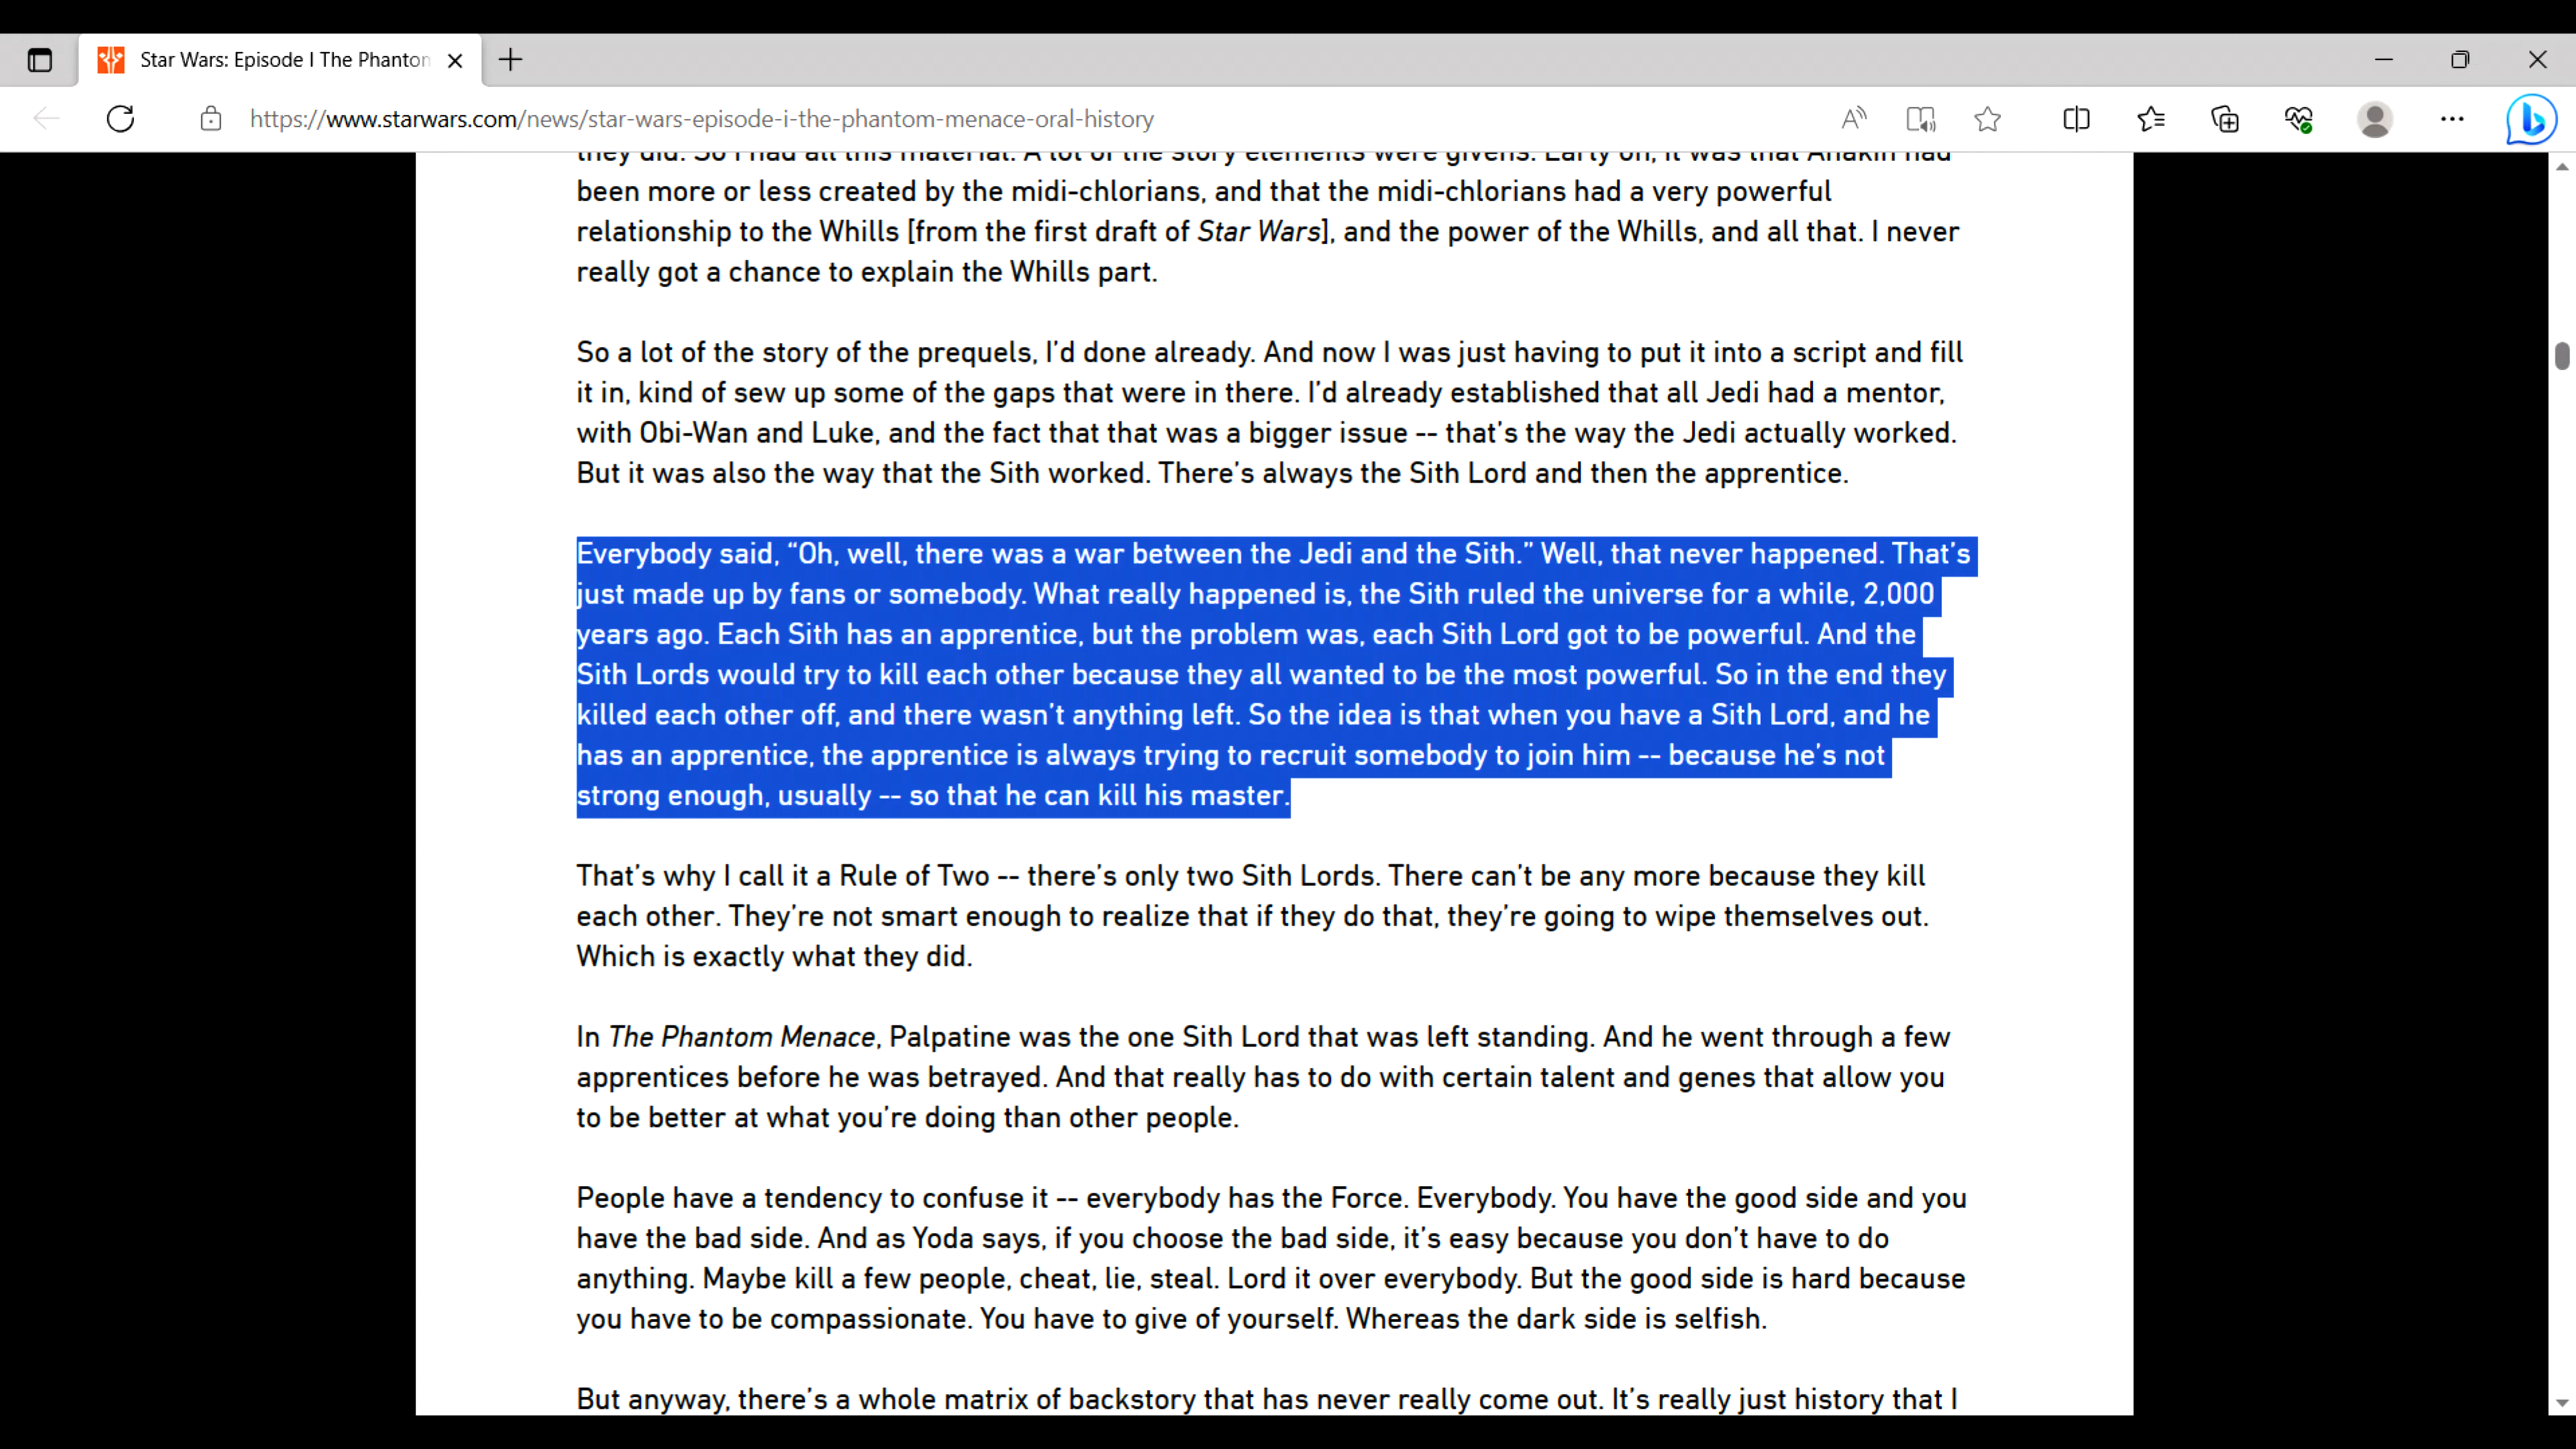 Star Wars: Episode I The Phantom
https://www.starwars.com/news/star-wars-episode-i-the-phantom-menace-oral-history
they did. So I had all this material. A lot of the story elements were givens. Early on, it was that Anakin had
been more or less created by the midi-chlorians, and that the midi-chlorians had a very powerful
relationship to the Whills [from the first draft of Star Wars], and the power of the Whills, and all that. I never
really got a chance to explain the Whills part.
So a lot of the story of the prequels, I'd done already. And now I was just having to put it into a script and fill
it in, kind of sew up some of the gaps that were in there. I'd already established that all Jedi had a mentor,
with Obi-Wan and Luke, and the fact that that was a bigger issue -- that's the way the Jedi actually worked.
But it was also the way that the Sith worked. There's always the Sith Lord and then the apprentice.
Everybody said, “Oh, well, there was a war between the Jedi and the Sith.” Well, that never happened. That's
just made up by fans or somebody. What really happened is, the Sith ruled the universe for a while, 2,000
years ago. Each Sith has an apprentice, but the problem was, each Sith Lord got to be powerful. And the
Sith Lords would try to kill each other because they all wanted to be the most powerful. So in the end they
killed each other off, and there wasn't anything left. So the idea is that when you have a Sith Lord, and he
has an apprentice, the apprentice is always trying to recruit somebody to join him -- because he's not
strong enough, usually -- so that he can kill his master.
That's why I call it a Rule of Two -- there's only two Sith Lords. There can't be any more because they kill
each other. They're not smart enough to realize that if they do that, they're going to wipe themselves out.
Which is exactly what they did.
In The Phantom Menace, Palpatine was the one Sith Lord that was left standing. And he went through a few
apprentices before he was betrayed. And that really has to do with certain talent and genes that allow you
to be better at what you're doing than other people.
People have a tendency to confuse it -- everybody has the Force. Everybody. You have the good side and you
have the bad side. And as Yoda says, if you choose the bad side, it's easy because you don't have to do
anything. Maybe kill a few people, cheat, lie, steal. Lord it over everybody. But the good side is hard because
you have to be compassionate. You have to give of yourself. Whereas the dark side is selfish.
But anyway, there's a whole matrix of backstory that has never really come out. It's really just history that I